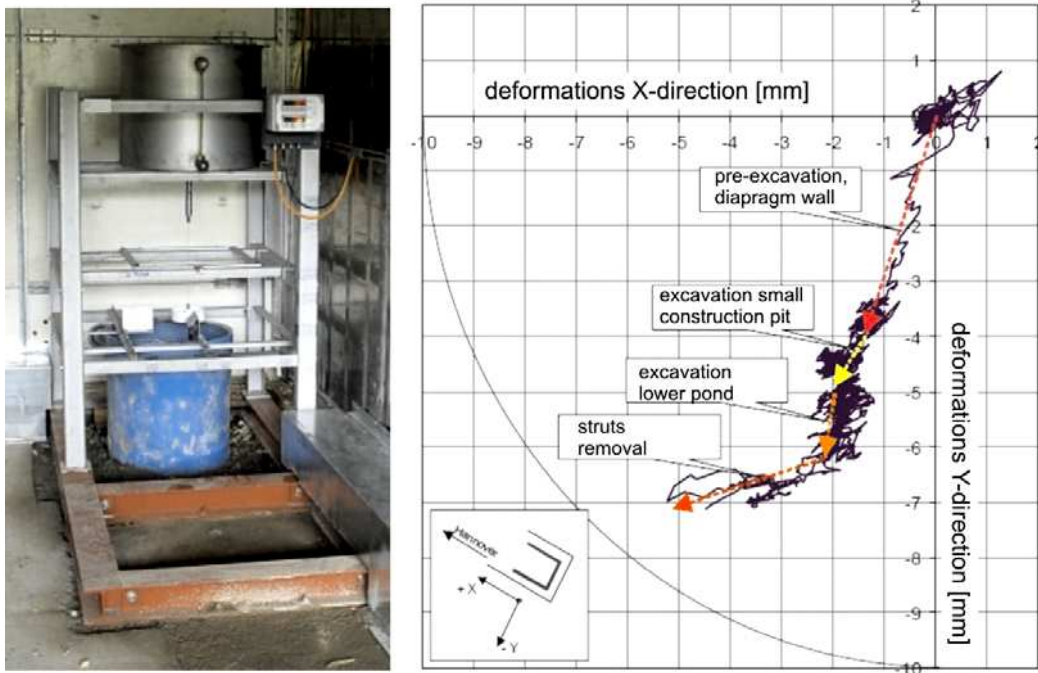 2
1
deformations X-direction [mm]
-10 -9 -8 -7 -6 -5 -4 -3 -2 -1 0 1 2
pre-excavation,
diapragm wall
-2
-3
excavation small
construction pit
-4
excavation
lower pond
-5
struts
removal
-6
-7
-8
-9
-10
deformations Y-direction [mm]
Hannover
+ X
- Y